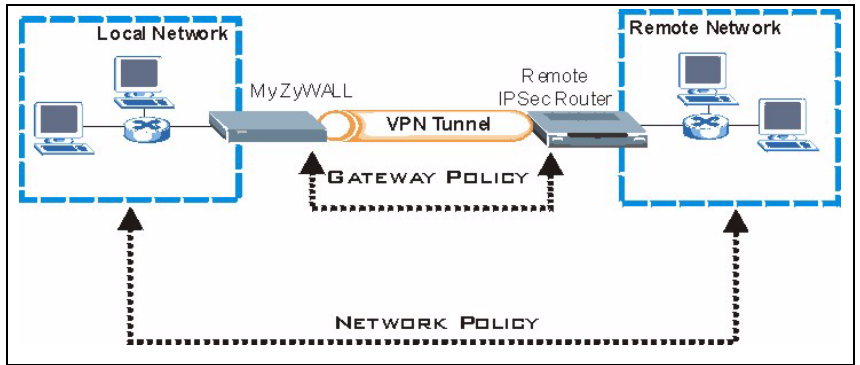 Local Network
Remote Network
MyZyWALL
Remote
IPSec Router
VPN Tunnel
GATEWAY POLICY
NETWORK POLICY